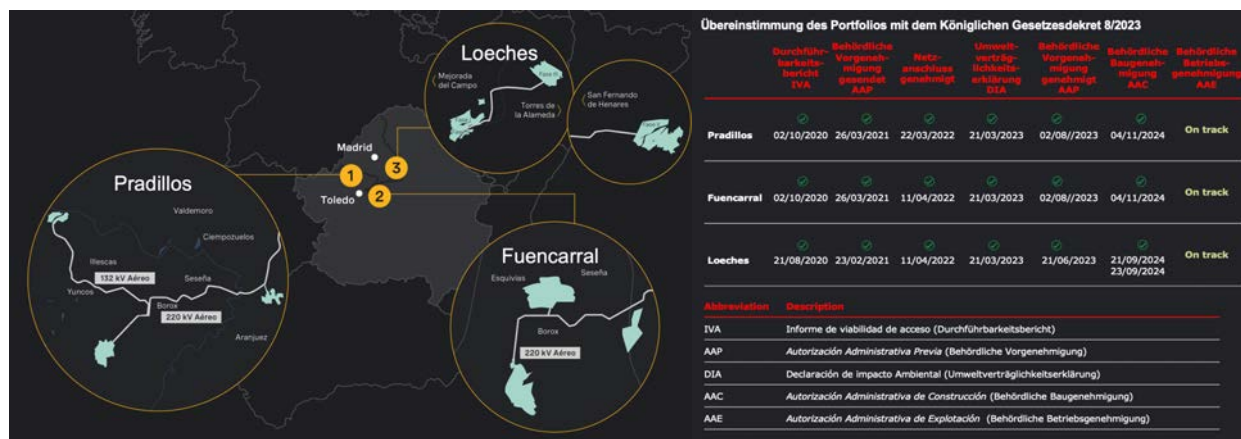 Loeches
Mejorada
del Campo
Fase II
Torres de
la Alameda
San Fernando
de Henares
Madrid
1
3
2
Toledo
Pradillos
Valdemoro
Ciempozuelos
Illescas
132 kV Aéreo
Seseña
Yuncos
Borox
220 kV Aéreo
Aranjuez
Fuencarral
Esquivias
Seseña
Borox
220 kV Aéreo
Übereinstimmung des Portfolios mit dem Königlichen Gesetzesdekret 8/2023
Durchführ-
barkeits-
bericht
IVA
Behördliche
Vorgeneh-
migung
gesendet
AAP
Netz-
anschluss
genehmigt
Umwelt-
verträg-
lichkeits-
erklärung
DIA
Behördliche
Vorgeneh-
migung
genehmigt
AAP
Behördliche
Baugeneh-
migung
AAC
Behördliche
Betriebs-
genehmigung
AAE
Pradillos 02/10/2020 26/03/2021 22/03/2022 21/03/2023 02/08//2023 04/11/2024 On track
Fuencarral 02/10/2020 26/03/2021 11/04/2022 21/03/2023 02/08//2023 04/11/2024 On track
Loeches 21/08/2020 23/02/2021 11/04/2022 21/03/2023 21/06/2023 21/09/2024 On track
23/09/2024
Abbreviation Description
IVA Informe de viabilidad de acceso (Durchführbarkeitsbericht)
AAP Autorización Administrativa Previa (Behördliche Vorgenehmigung)
DIA Declaración de impacto Ambiental (Umweltverträglichkeitserklärung)
AAC Autorización Administrativa de Construcción (Behördliche Baugenehmigung)
AAE Autorización Administrativa de Explotación (Behördliche Betriebsgenehmigung)